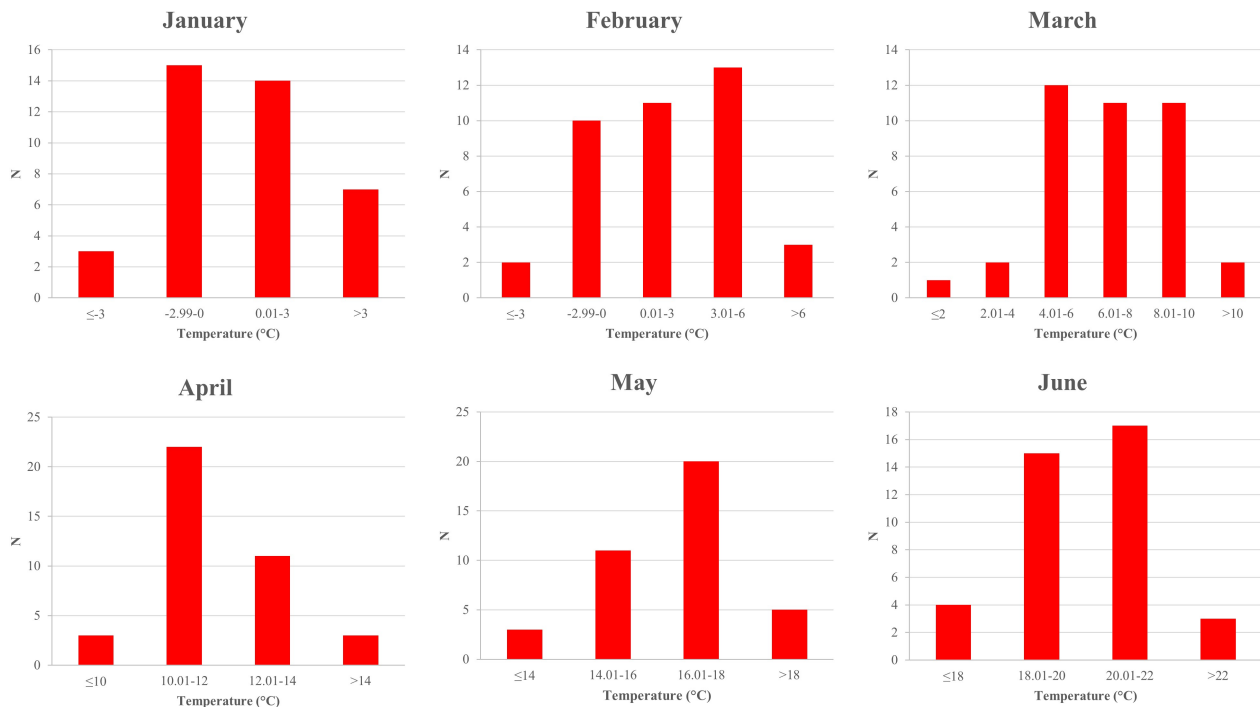 January
16
14
12
10
8
6
4
2
0
N
≤-3 -2.99-0 0.01-3 >3
Temperature (°C)
February
14
12
10
8
6
4
2
0
N
≤-3 -2.99-0 0.01-3 3.01-6 >6
Temperature (°C)
March
14
12
10
8
6
4
2
0
N
≤2 2.01-4 4.01-6 6.01-8 8.01-10 >10
Temperature (°C)
April
25
20
15
10
5
0
N
≤10 10.01-12 12.01-14 >14
Temperature (°C)
May
25
20
15
10
5
0
N
≤14 14.01-16 16.01-18 >18
Temperature (°C)
June
18
16
14
12
10
8
6
4
2
0
N
≤18 18.01-20 20.01-22 >22
Temperature (°C)